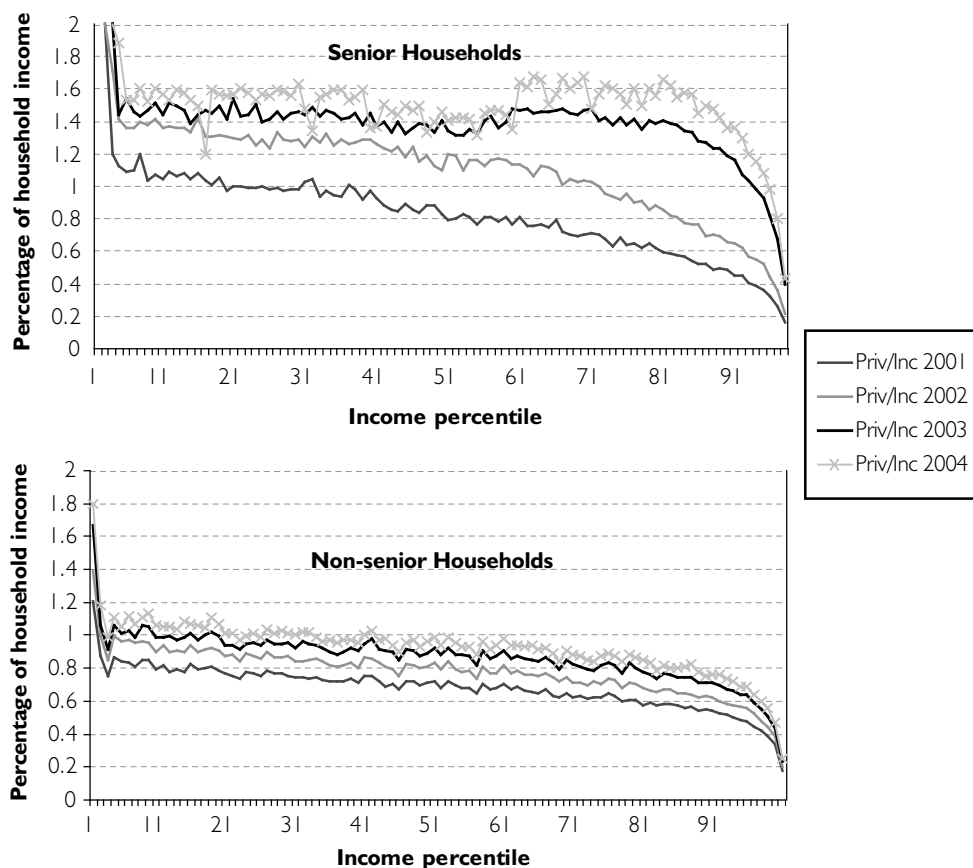 Senior Households
Percentage of household income
2
1.8
1.6
1.4
1.2
1
0.8
0.6
0.4
0.2
0
1 11 21 31 41 51 61 71 81 91
Income percentile
Priv/Inc 2001
Priv/Inc 2002
Priv/Inc 2003
Priv/Inc 2004
Non-senior Households
Percentage of household income
2
1.8
1.6
1.4
1.2
1
0.8
0.6
0.4
0.2
0
1 11 21 31 41 51 61 71 81 91
Income percentile